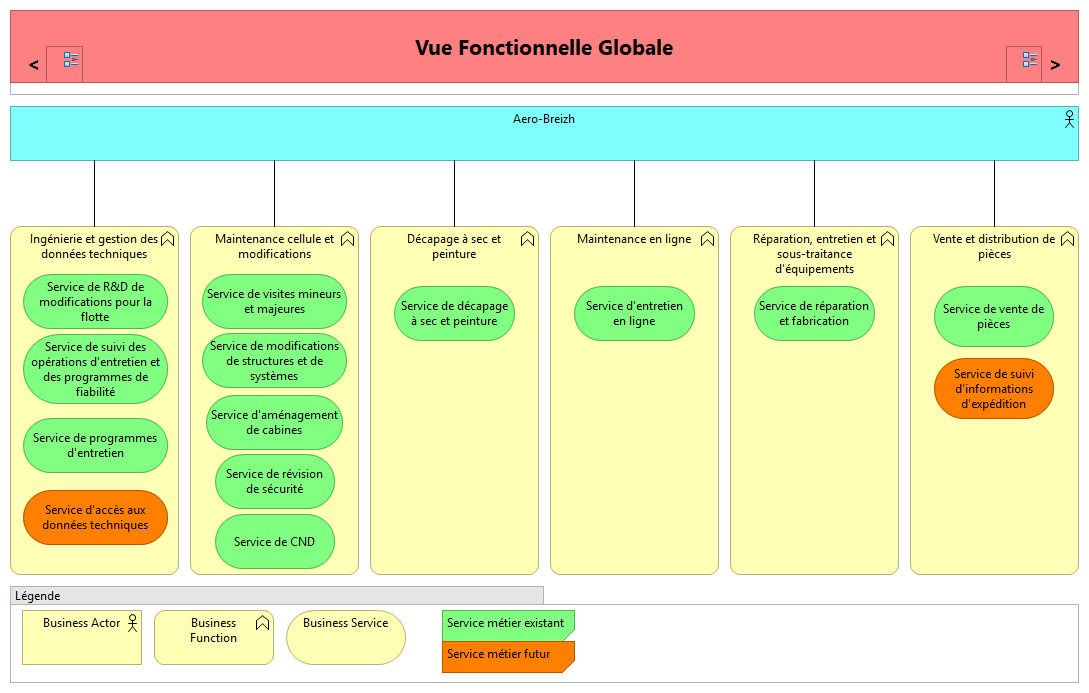 Vue Fonctionnelle Globale
<
>
Aero-Breizh
Ingénierie et gestion des
données techniques
Service de R&D de
modifications pour la
flotte
Service de suivi des
opérations d'entretien et
des programmes de
fiabilité
Service de programmes
d'entretien
Service d'accès aux
données techniques
Maintenance cellule et
modifications
Service de visites mineurs
et majeures
Service de modifications
de structures et de
systèmes
Service d'aménagement
de cabines
Service de révision
de sécurité
Service de CND
Décapage à sec et
peinture
Service de décapage
à sec et peinture
Maintenance en ligne
Service d'entretien
en ligne
Réparation, entretien et
sous-traitance
d'équipements
Service de réparation
et fabrication
Vente et distribution de
pièces
Service de vente de
pièces
Service de suivi
d'informations
d'expédition
Légende
Business Actor
Business
Function
Business Service
Service métier existant
Service métier futur